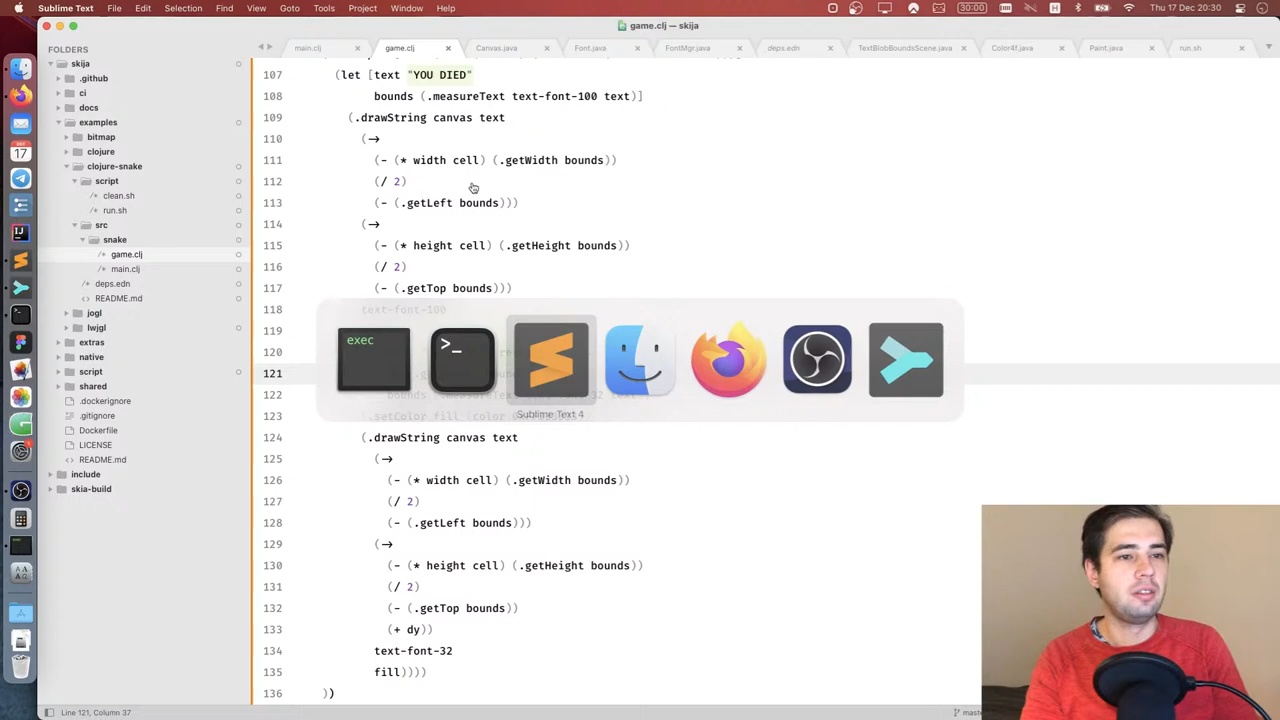 Sublime Text File Edit Selection Find View Goto Tools Project Window Help
30:00
Thu 17 Dec 20:30
game.clj — skija
FOLDERS
main.clj
game.clj
Canvas.java
Font.java
FontMgr.java
deps.edn
TextBlobBoundsScene.java
Color4f.java
Paint.java
run.sh
skija
.github
ci
docs
examples
bitmap
clojure
clojure-snake
script
/* clean.sh
/* run.sh
src
snake
/* game.clj
/* main.clj
/* deps.edn
<> README.md
jogl
lwjgl
extras
native
script
shared
.dockerignore
.gitignore
Dockerfile
LICENSE
<> README.md
include
skia-build
DEC
17
107 (let [text "YOU DIED"
108 bounds (.measureText text-font-100 text)]
109 (.drawString canvas text
110 (->
111 (- (* width cell) (.getWidth bounds))
112 (/ 2)
113 (- (.getLeft bounds)))
114 (->
115 (- (* height cell) (.getHeight bounds))
116 (/ 2)
117 (- (.getTop bounds)))
118 text-font-100
119
120
121
122
123
124 (.drawString canvas text
125 (->
126 (- (* width cell) (.getWidth bounds))
127 (/ 2)
128 (- (.getLeft bounds)))
129 (->
130 (- (* height cell) (.getHeight bounds))
131 (/ 2)
132 (- (.getTop bounds))
133 (+ dy))
134 text-font-32
135 fill))))
136 ))
exec
>_
Sublime Text 4
Line 121, Column 37